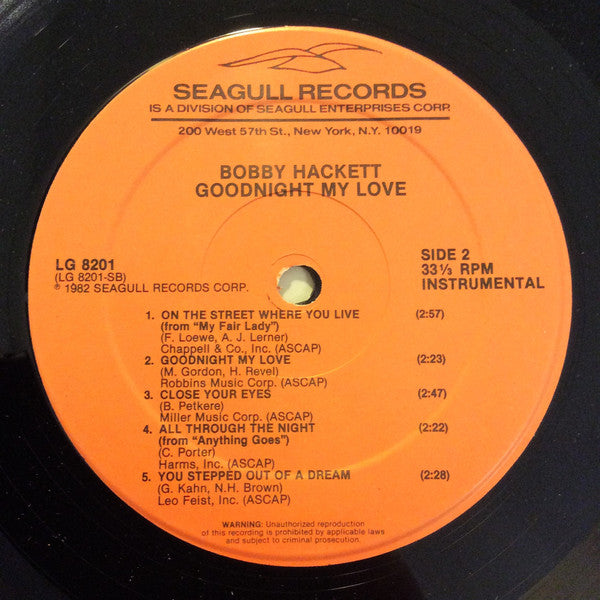 SEAGULL RECORDS
IS A DIVISION OF SEAGULL ENTERPRISES CORP.
200 West 57th St., New York, N.Y. 10019
BOBBY HACKETT
GOODNIGHT MY LOVE
LG 8201
(LG 8201-SB)
℗ 1982 SEAGULL RECORDS CORP.
SIDE 2
33⅓ RPM
INSTRUMENTAL
1. ON THE STREET WHERE YOU LIVE (2:57)
(from "My Fair Lady")
(F. Loewe, A. J. Lerner)
Chappell & Co., Inc. (ASCAP)
2. GOODNIGHT MY LOVE (2:23)
(M. Gordon, H. Revel)
Robbins Music Corp. (ASCAP)
3. CLOSE YOUR EYES (2:47)
(B. Petkere)
Miller Music Corp. (ASCAP)
4. ALL THROUGH THE NIGHT (2:22)
(from "Anything Goes")
(C. Porter)
Harms, Inc. (ASCAP)
5. YOU STEPPED OUT OF A DREAM (2:28)
(G. Kahn, N.H. Brown)
Leo Feist, Inc. (ASCAP)
WARNING: Unauthorized reproduction
of this recording is prohibited by applicable laws
and subject to criminal prosecution.